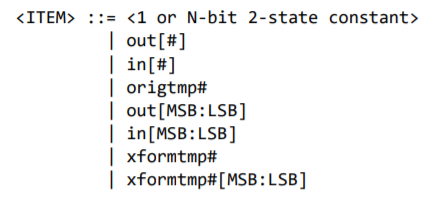 <ITEM> ::= <1 or N-bit 2-state constant>
| out[#]
| in[#]
| origtmp#
| out[MSB:LSB]
| in[MSB:LSB]
| xformtmp#
| xformtmp#[MSB:LSB]